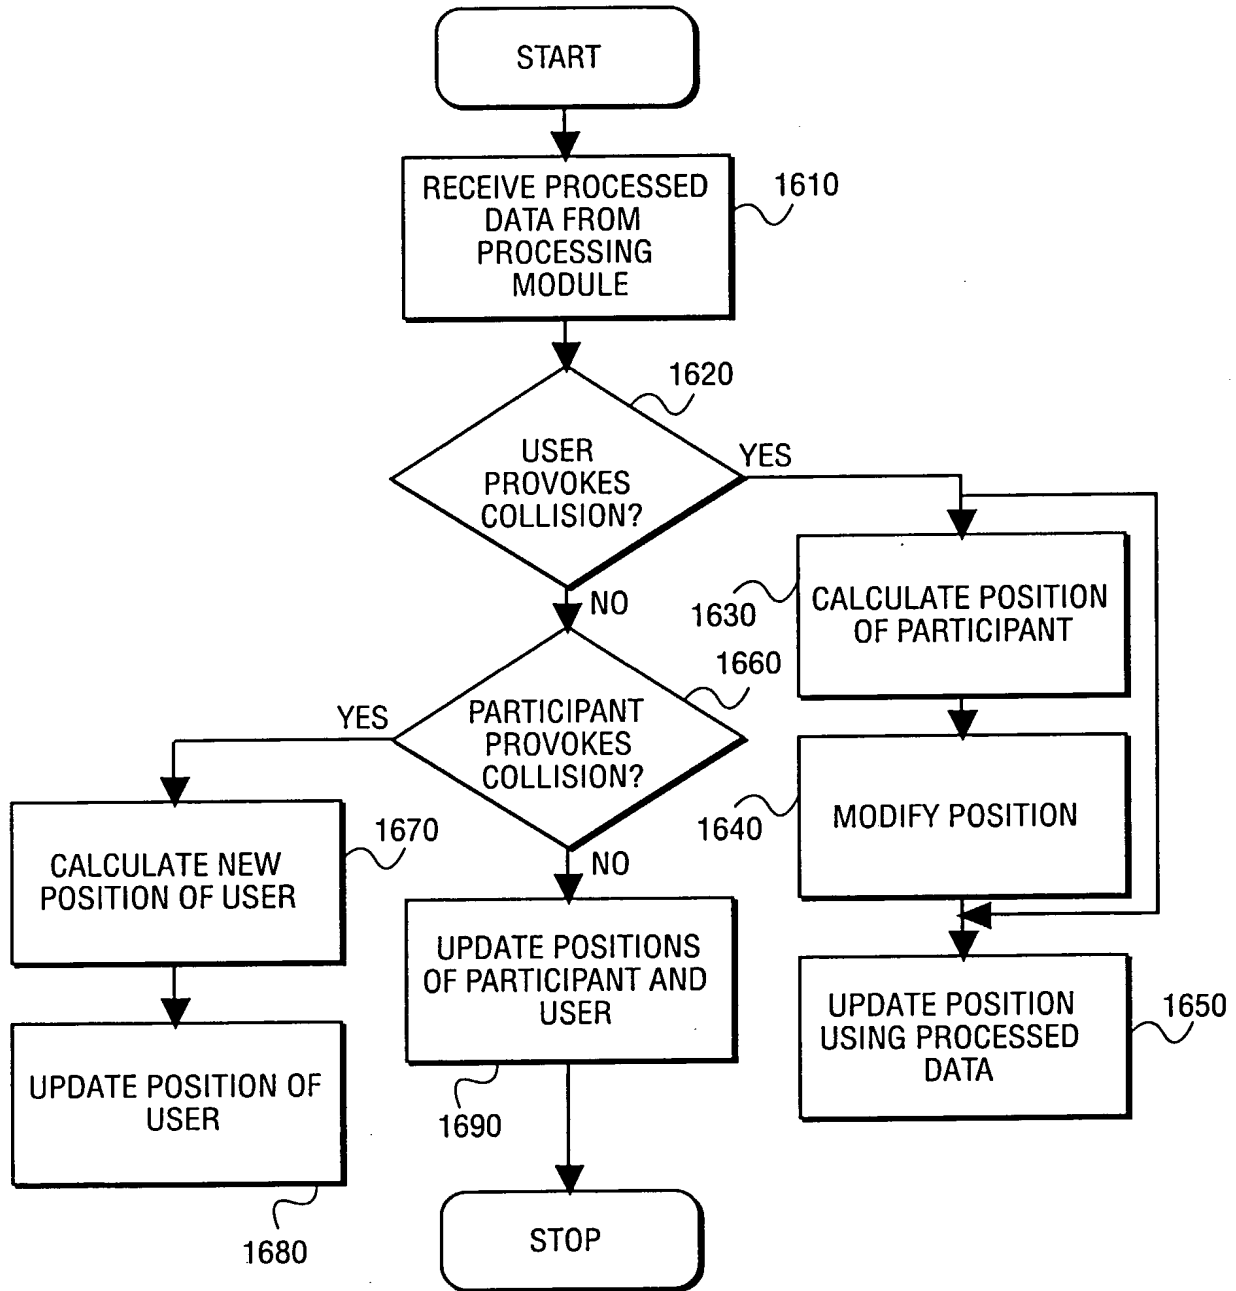 START
RECEIVE PROCESSED
DATA FROM
PROCESSING
MODULE
1610
1620
USER
PROVOKES
COLLISION?
YES
NO
1630
CALCULATE POSITION
OF PARTICIPANT
1660
YES
PARTICIPANT
PROVOKES
COLLISION?
NO
1640
MODIFY POSITION
1670
CALCULATE NEW
POSITION OF USER
UPDATE POSITIONS
OF PARTICIPANT AND
USER
1690
UPDATE POSITION
USING PROCESSED
DATA
1650
UPDATE POSITION OF
USER
1680
STOP